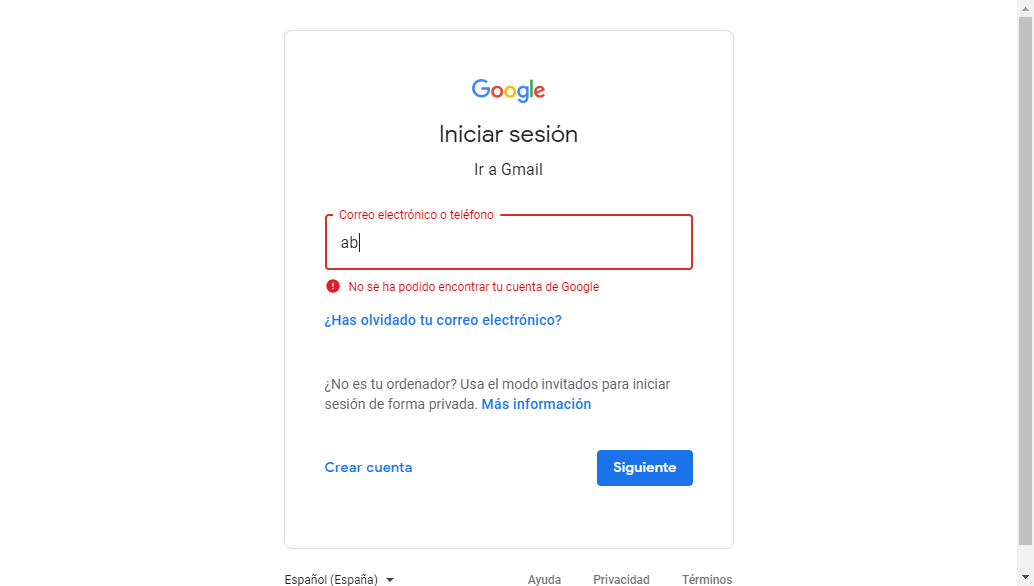 Google
Iniciar sesión
Ir a Gmail
Correo electrónico o teléfono
ab
No se ha podido encontrar tu cuenta de Google
¿Has olvidado tu correo electrónico?
¿No es tu ordenador? Usa el modo invitados para iniciar
sesión de forma privada. Más información
Crear cuenta Siguiente
Español (España) Ayuda Privacidad Términos